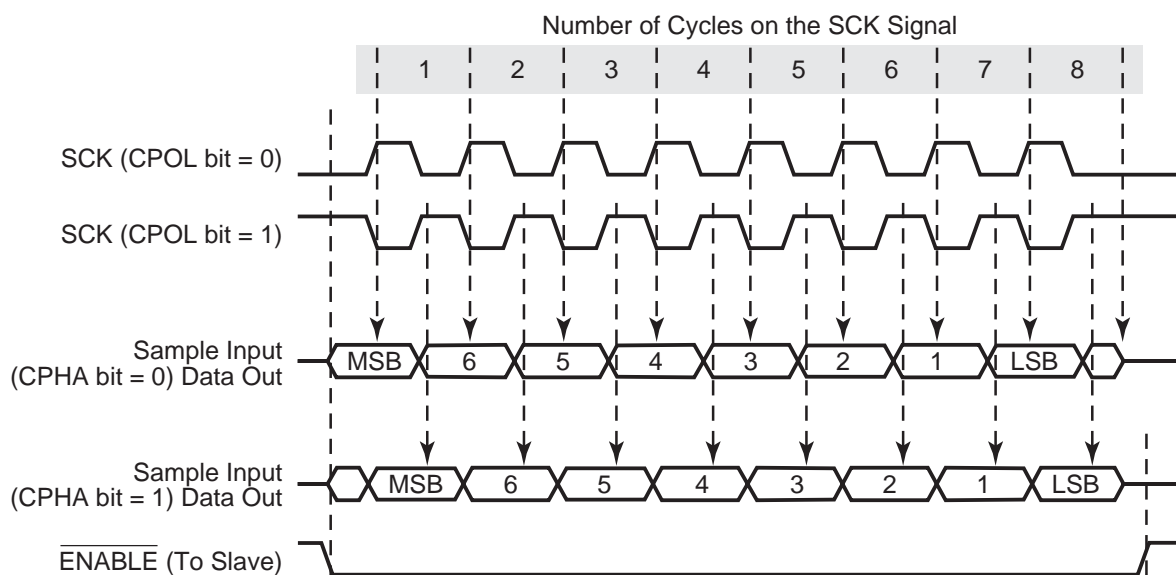 Number of Cycles on the SCK Signal
1 2 3 4 5 6 7 8
SCK (CPOL bit = 0)
SCK (CPOL bit = 1)
Sample Input
(CPHA bit = 0) Data Out
MSB 6 5 4 3 2 1 LSB
Sample Input
(CPHA bit = 1) Data Out
MSB 6 5 4 3 2 1 LSB
ENABLE (To Slave)